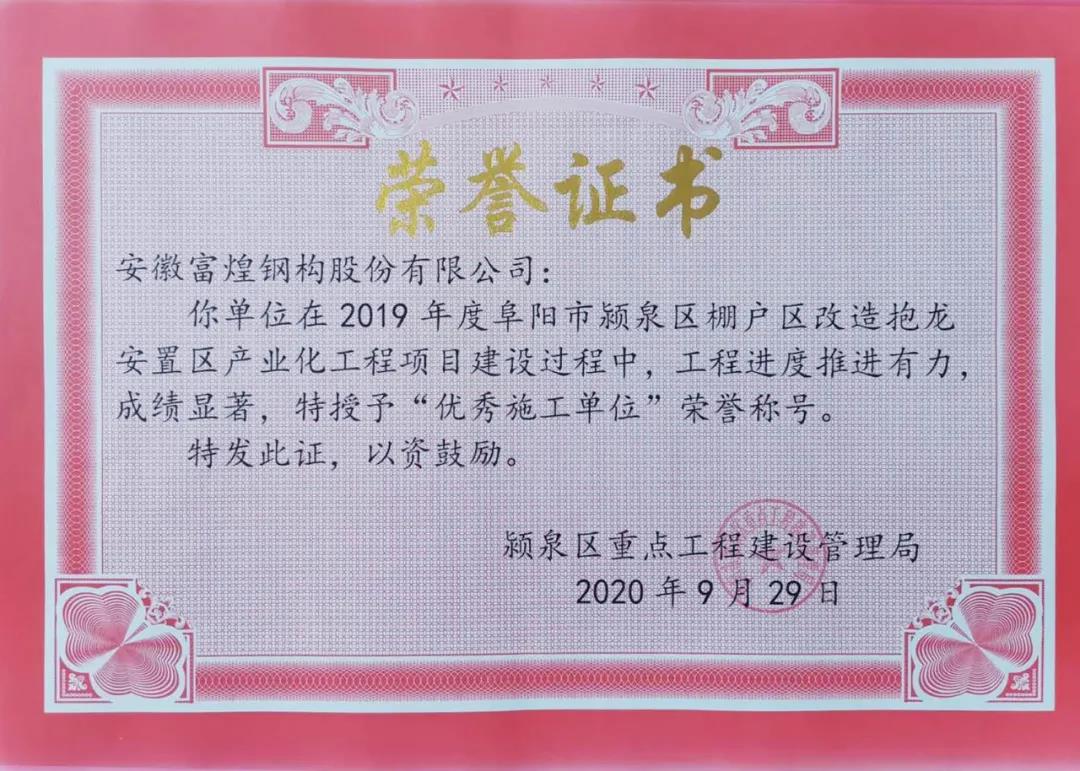 荣誉证书
安徽富煌钢构股份有限公司：
你单位在2019年度阜阳市颍泉区棚户区改造抱龙
安置区产业化工程项目建设过程中，工程进度推进有力，
成绩显著，特授予“优秀施工单位”荣誉称号。
特发此证，以资鼓励。
颍泉区重点工程建设管理局
2020年9月29日